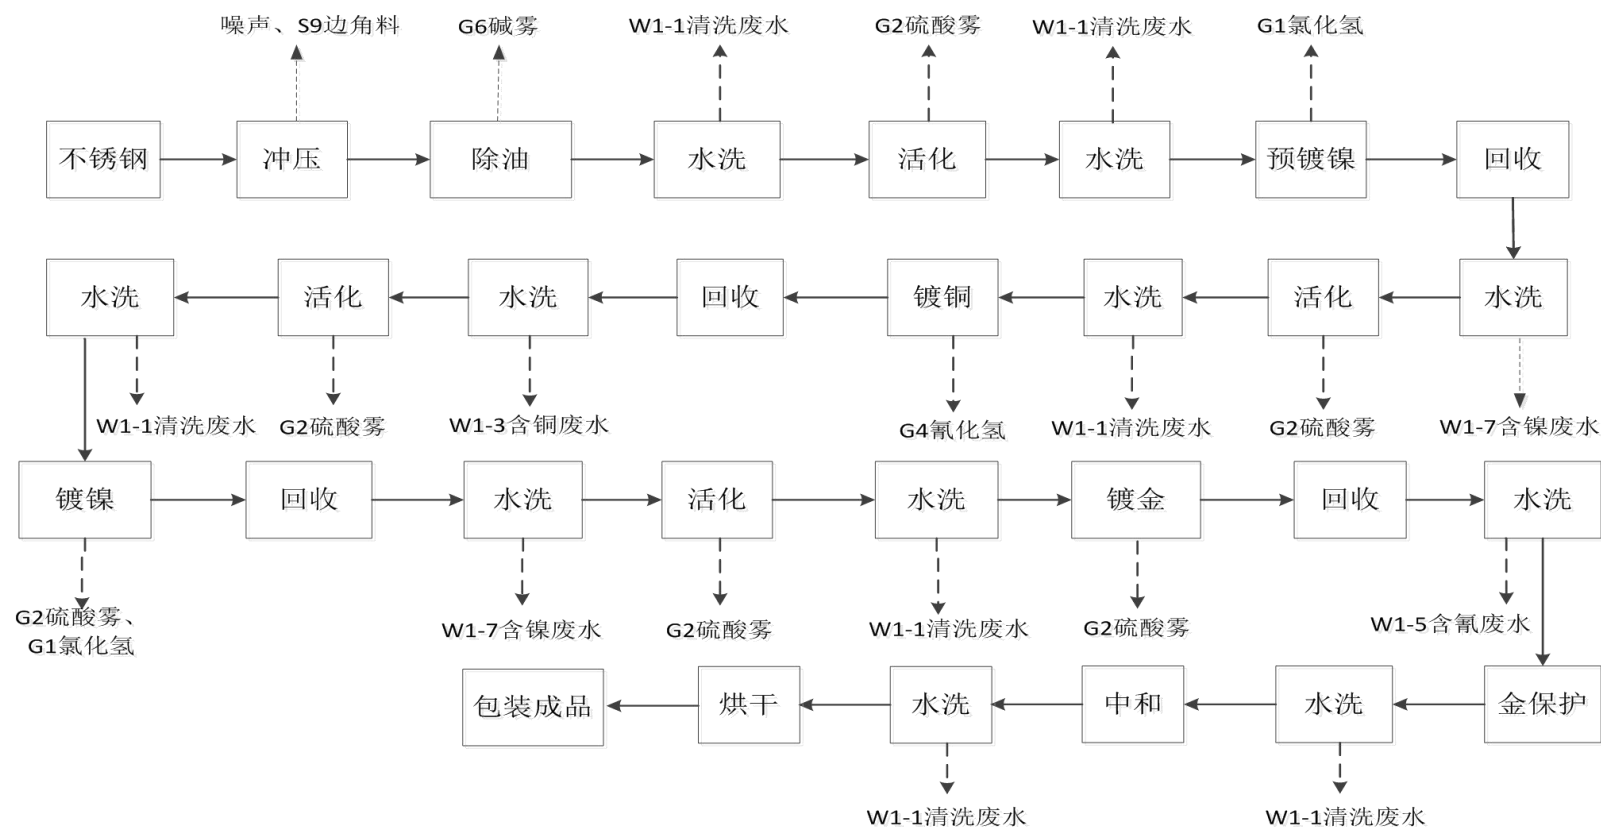 噪声、S9边角料
G6碱雾
W1-1清洗废水
G2硫酸雾
W1-1清洗废水
G1氯化氢
不锈钢
冲压
除油
水洗
活化
水洗
预镀镍
回收
水洗
活化
水洗
回收
镀铜
水洗
活化
水洗
W1-1清洗废水
G2硫酸雾
W1-3含铜废水
G4氰化氢
W1-1清洗废水
G2硫酸雾
W1-7含镍废水
镀镍
回收
水洗
活化
水洗
镀金
回收
水洗
G2硫酸雾、
G1氯化氢
W1-7含镍废水
G2硫酸雾
W1-1清洗废水
G2硫酸雾
W1-5含氰废水
包装成品
烘干
水洗
中和
水洗
金保护
W1-1清洗废水
W1-1清洗废水